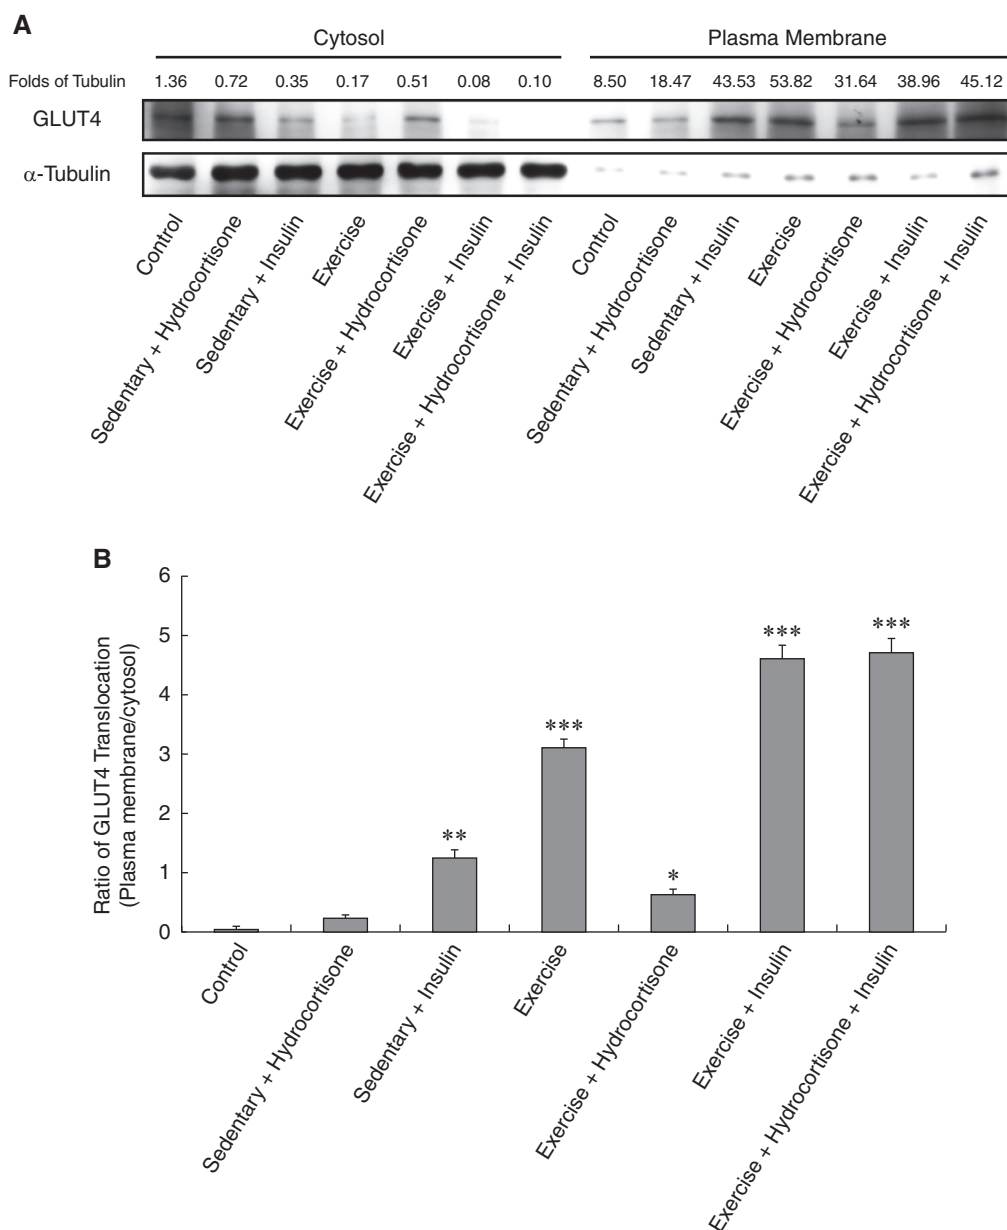 A
Cytosol Plasma Membrane
Folds of Tubulin 1.36 0.72 0.35 0.17 0.51 0.08 0.10 8.50 18.47 43.53 53.82 31.64 38.96 45.12
GLUT4
α-Tubulin
Control
Sedentary + Hydrocortisone
Sedentary + Insulin
Exercise
Exercise + Hydrocortisone
Exercise + Insulin
Exercise + Hydrocortisone + Insulin
Control
Sedentary + Hydrocortisone
Sedentary + Insulin
Exercise
Exercise + Hydrocortisone
Exercise + Insulin
Exercise + Hydrocortisone + Insulin
B
Ratio of GLUT4 Translocation
(Plasma membrane/cytosol)
6
5
4
3
2
1
0
**
***
*
***
***
Control
Sedentary + Hydrocortisone
Sedentary + Insulin
Exercise
Exercise + Hydrocortisone
Exercise + Insulin
Exercise + Hydrocortisone + Insulin